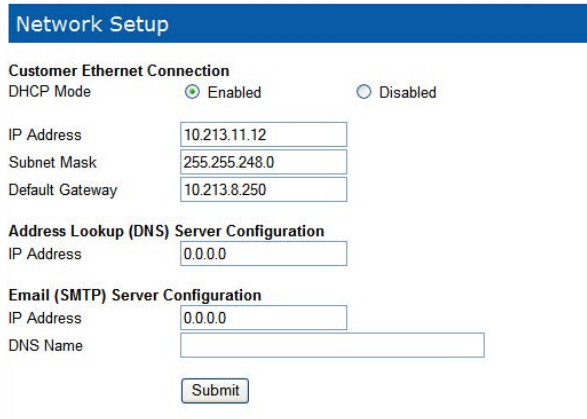 Network Setup
Customer Ethernet Connection
DHCP Mode Enabled Disabled
IP Address 10.213.11.12
Subnet Mask 255.255.248.0
Default Gateway 10.213.8.250
Address Lookup (DNS) Server Configuration
IP Address 0.0.0.0
Email (SMTP) Server Configuration
IP Address 0.0.0.0
DNS Name
Submit